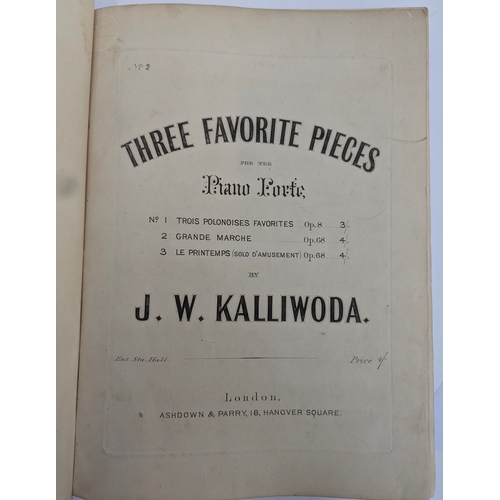 Nº 2
THREE FAVORITE PIECES
FOR THE
Piano Forte,
Nº 1 TROIS POLONOISES FAVORITES Op. 8 3/
2 GRANDE MARCHE Op. 68 4/
3 LE PRINTEMPS (SOLO D'AMUSEMENT) Op. 68 4/
BY
J. W. KALLIWODA.
Ent. Sta. Hall. Price 4/
London,
ASHDOWN & PARRY, 18, HANOVER SQUARE.